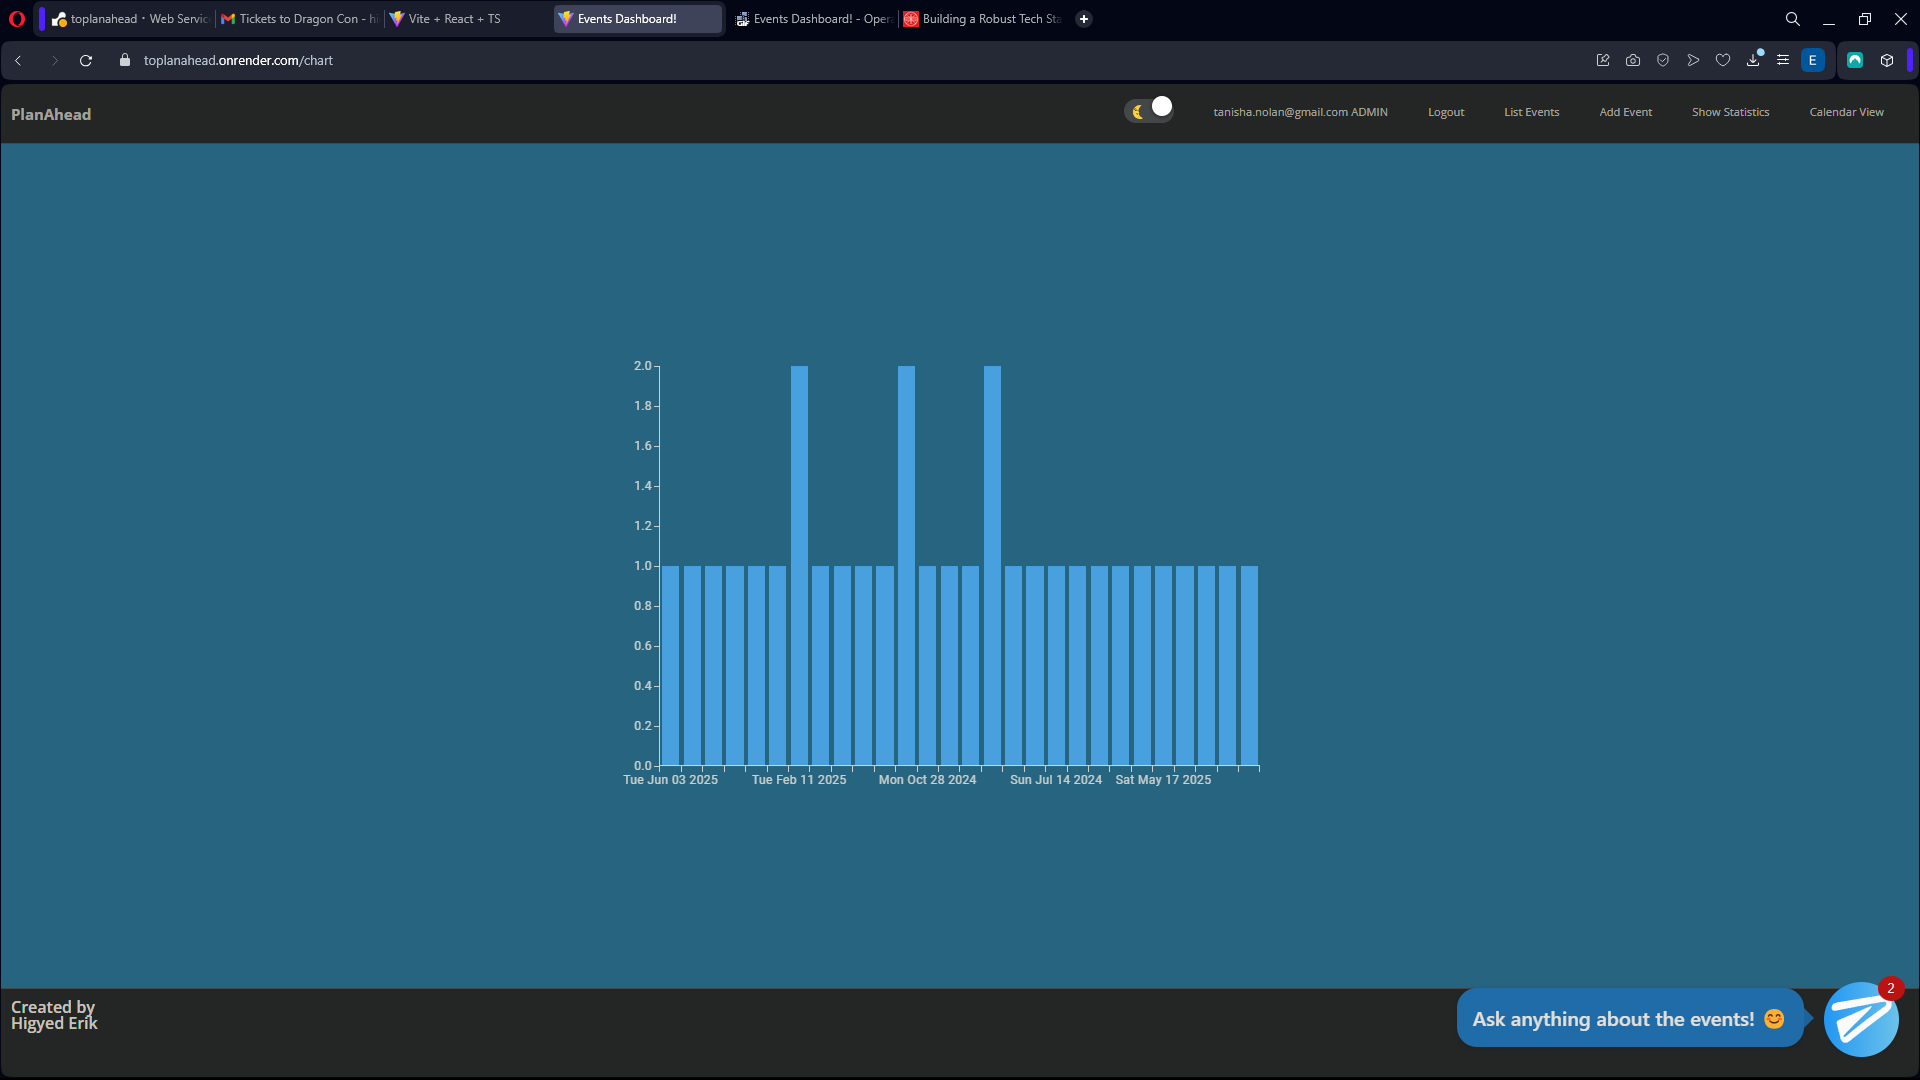 toplanahead · Web Servic
Tickets to Dragon Con - hi
Vite + React + TS
Events Dashboard!
Events Dashboard! - Opera
Building a Robust Tech Sta
toplanahead.onrender.com/chart
E
PlanAhead
tanisha.nolan@gmail.com ADMIN
Logout
List Events
Add Event
Show Statistics
Calendar View
2.0
1.8
1.6
1.4
1.2
1.0
0.8
0.6
0.4
0.2
0.0
Tue Jun 03 2025
Tue Feb 11 2025
Mon Oct 28 2024
Sun Jul 14 2024
Sat May 17 2025
Created by
Higyed Erik
Ask anything about the events! 😊
2